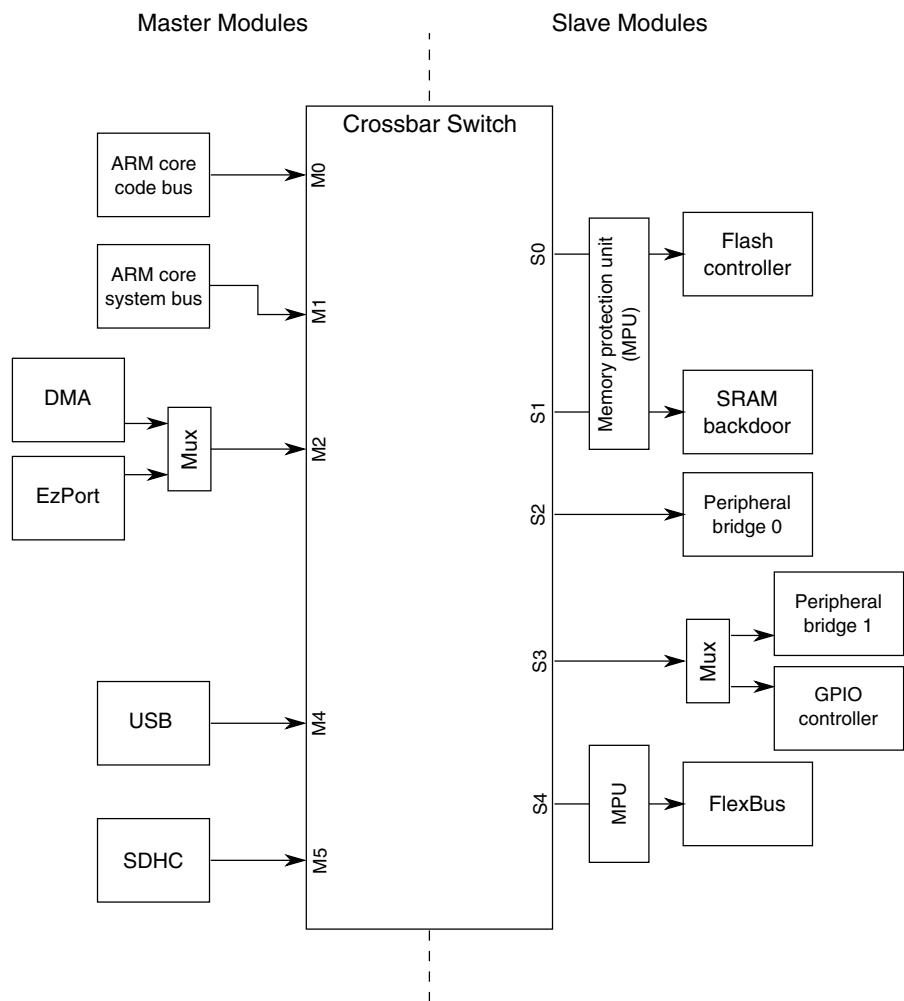 Master Modules
Slave Modules
Crossbar Switch
ARM core
code bus
M0
ARM core
system bus
M1
DMA
EzPort
Mux
M2
USB
M4
SDHC
M5
S0
Memory protection unit
(MPU)
Flash
controller
S1
SRAM
backdoor
S2
Peripheral
bridge 0
S3
Mux
Peripheral
bridge 1
GPIO
controller
S4
MPU
FlexBus